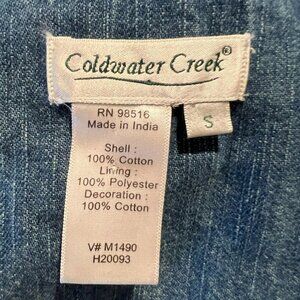 Coldwater Creek®
S
RN 98516
Made in India
Shell :
100% Cotton
Lining :
100% Polyester
Decoration :
100% Cotton
V# M1490
H20093